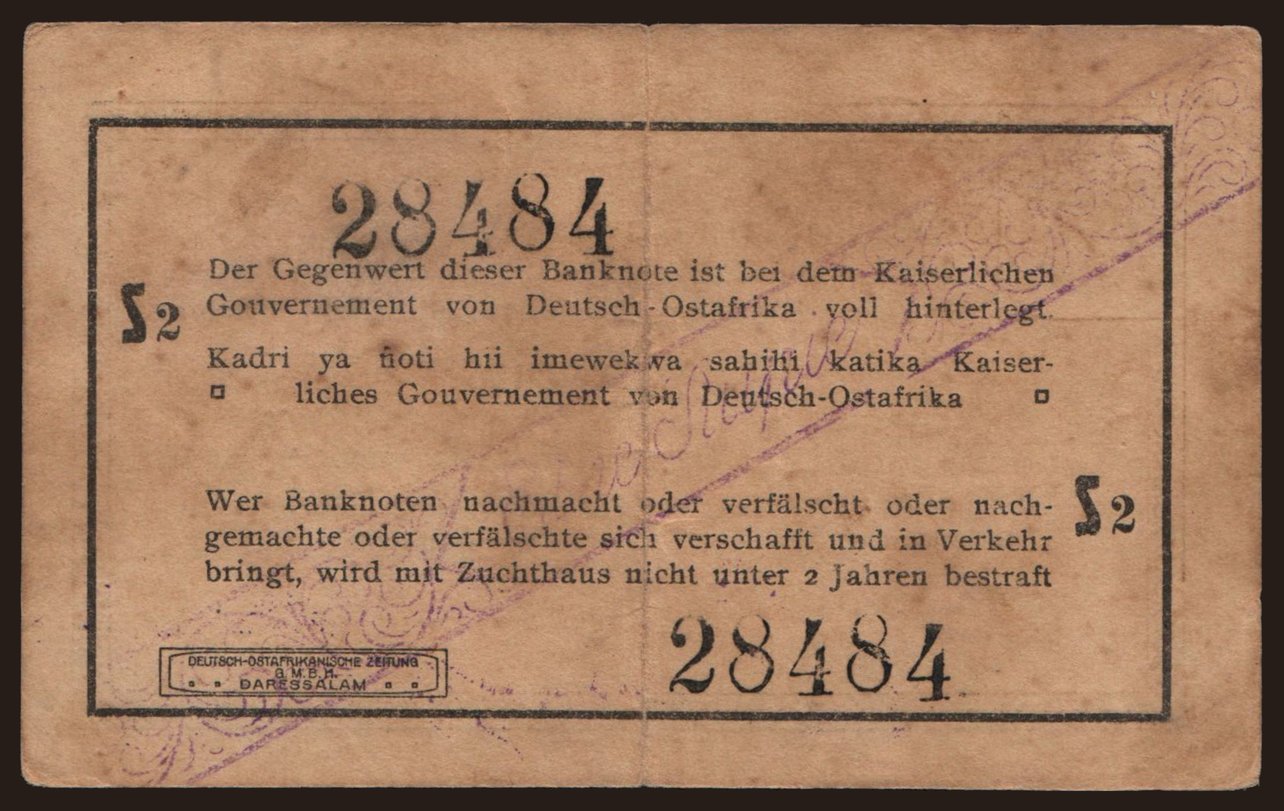 28484
Der Gegenwert dieser Banknote ist bei dem Kaiserlichen
Gouvernement von Deutsch-Ostafrika voll hinterlegt.
Kadri ya noti hii imewekwa sahihi katika Kaiser-
liches Gouvernement von Deutsch-Ostafrika
2
Wer Banknoten nachmacht oder verfälscht oder nach-
gemachte oder verfälschte sich verschafft und in Verkehr
bringt, wird mit Zuchthaus nicht unter 2 Jahren bestraft
2
28484
DEUTSCH-OSTAFRIKANISCHE ZEITUNG
G.M.B.H.
DARESSALAM